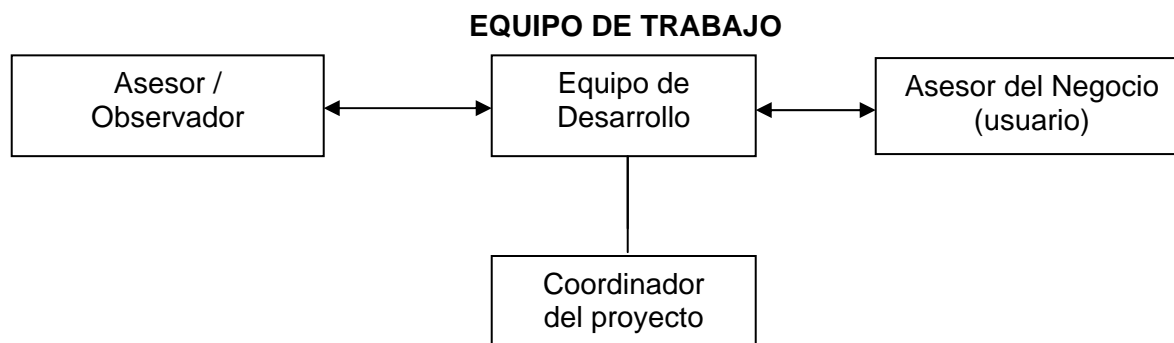 EQUIPO DE TRABAJO
Asesor /
Observador
Equipo de
Desarrollo
Asesor del Negocio
(usuario)
Coordinador
del proyecto